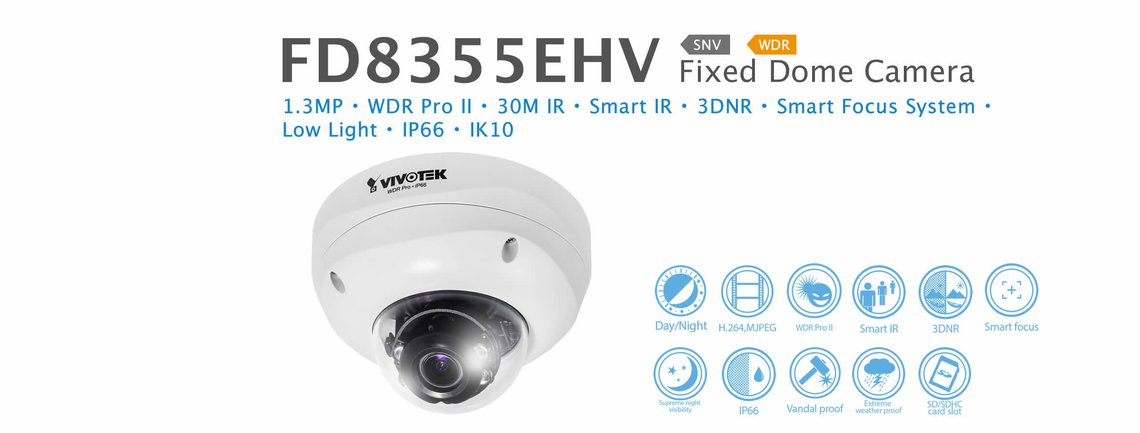 FD8355EHV
SNV
WDR
Fixed Dome Camera
1.3MP • WDR Pro II • 30M IR • Smart IR • 3DNR • Smart Focus System •
Low Light • IP66 • IK10
VIVOTEK
WDR Pro • IP66
Day/Night
H.264,MJPEG
WDR Pro II
Smart IR
3DNR
Smart focus
Supreme night
visibility
IP66
Vandal proof
Extreme
weather proof
SD/SDHC
card slot